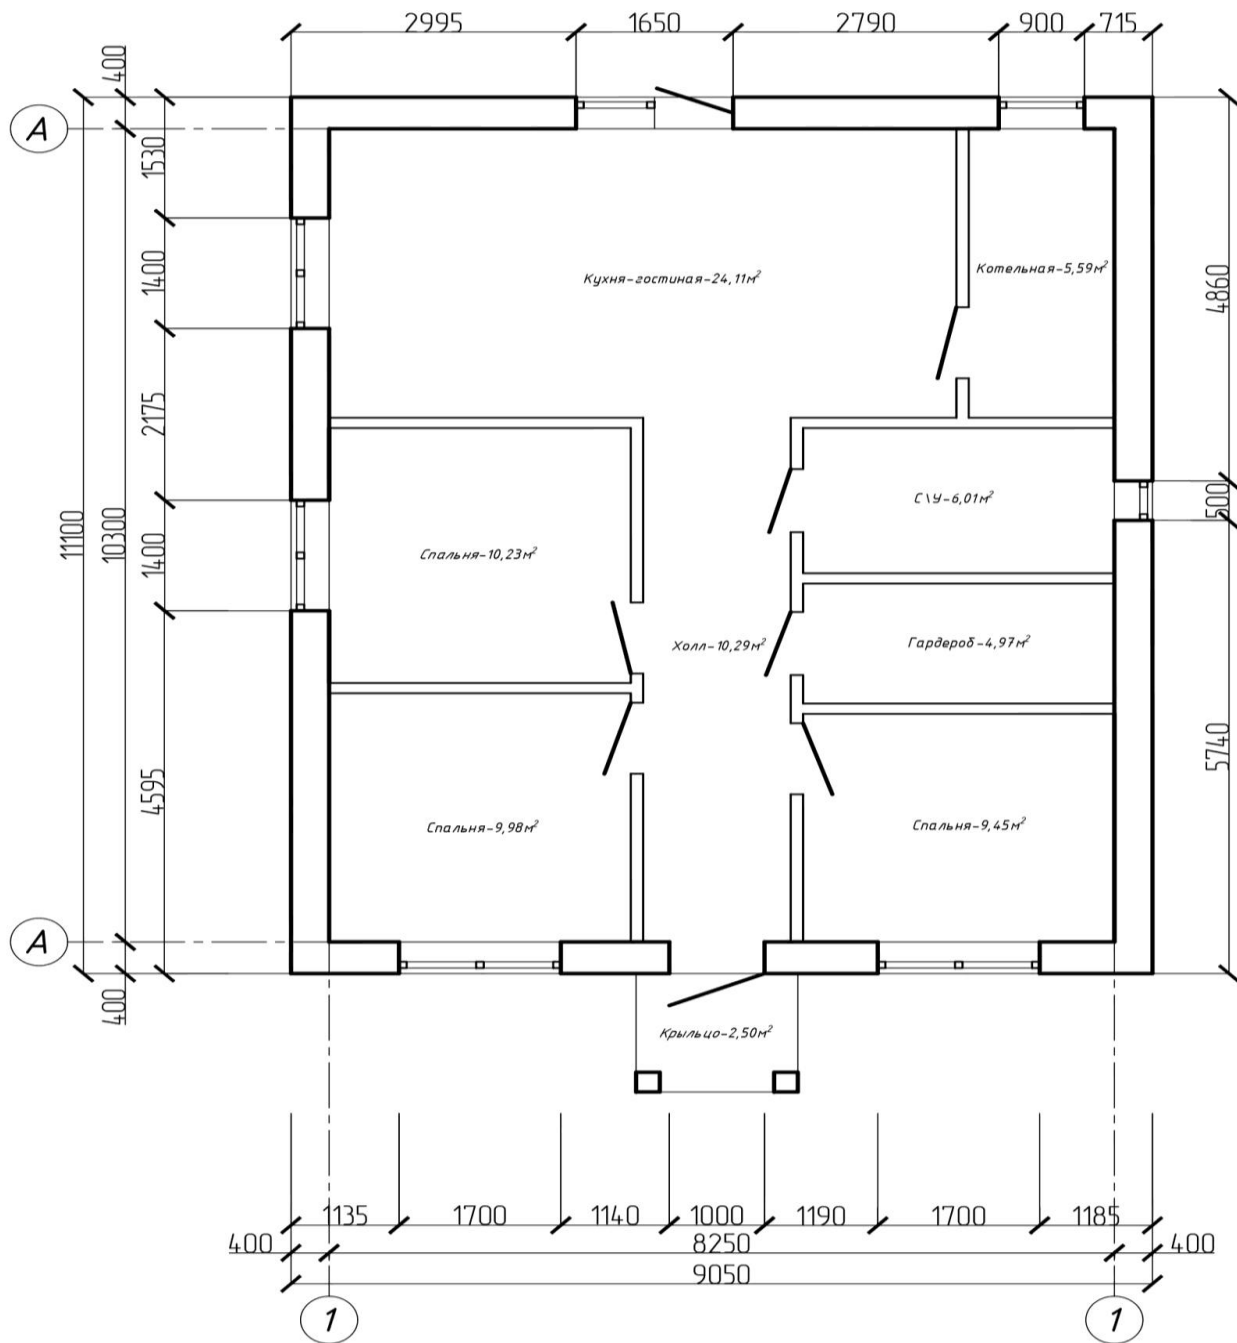 2995 1650 2790 900 715
400
А
1530
1400
2175
1400
4595
11100
10300
400
А
4860
500
5740
Кухня-гостиная-24,11м²
Котельная-5,59м²
С\У-6,01м²
Спальня-10,23м²
Холл-10,29м²
Гардероб-4,97м²
Спальня-9,98м²
Спальня-9,45м²
Крыльцо-2,50м²
1135 1700 1140 1000 1190 1700 1185
400 8250 400
9050
1 1